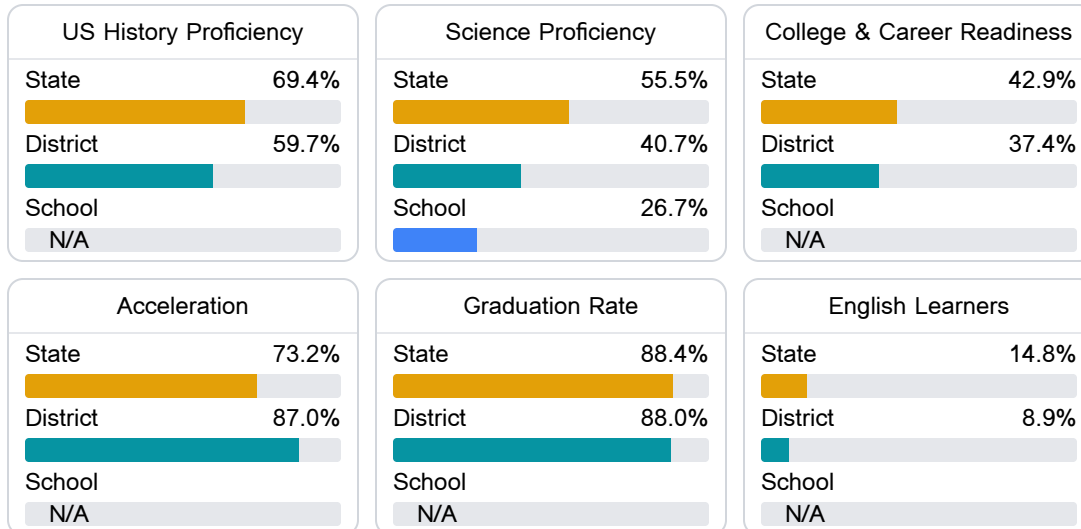 US History Proficiency
State 69.4%
District 59.7%
School
N/A
Science Proficiency
State 55.5%
District 40.7%
School 26.7%
College & Career Readiness
State 42.9%
District 37.4%
School
N/A
Acceleration
State 73.2%
District 87.0%
School
N/A
Graduation Rate
State 88.4%
District 88.0%
School
N/A
English Learners
State 14.8%
District 8.9%
School
N/A